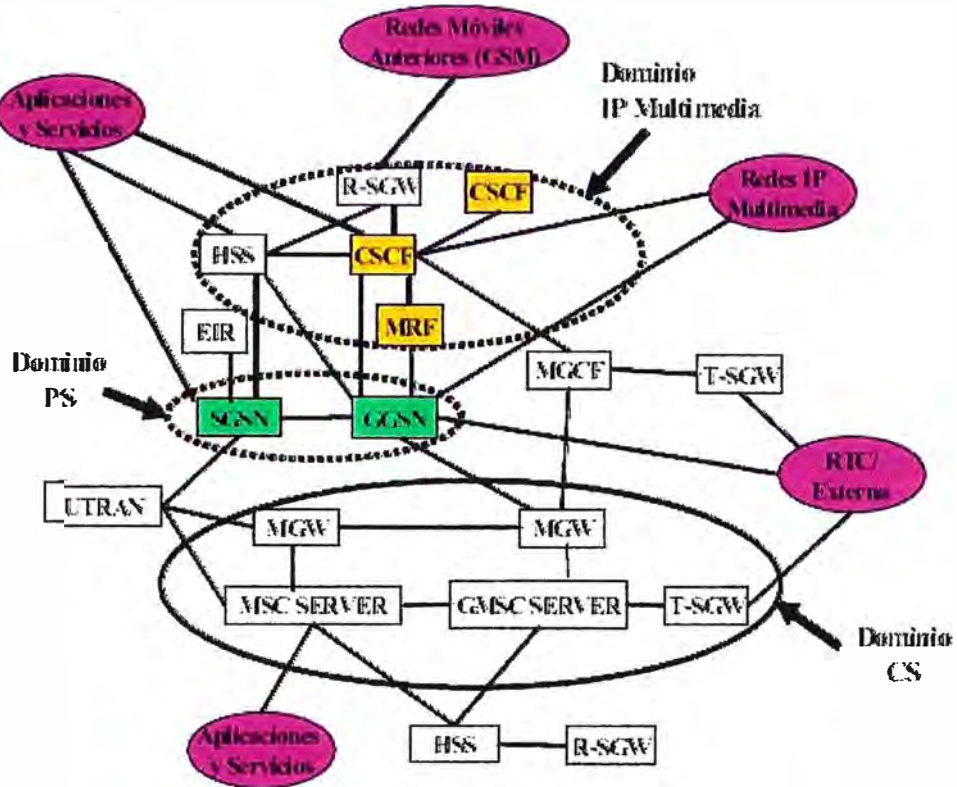 Redes Móviles
Anteriores (GSM)
Dominio
IP Multimedia
Aplicaciones
y Servicios
R-SGW
CSCF
Redes IP
Multimedia
HSS
CSCF
EIR
MRF
MGCF
T-SGW
Dominio
PS
SGSN
GGSN
RTC/
Externa
UTRAN
MGW
MGW
MSC SERVER
GMSC SERVER
T-SGW
Dominio
CS
Aplicaciones
y Servicios
HSS
R-SGW